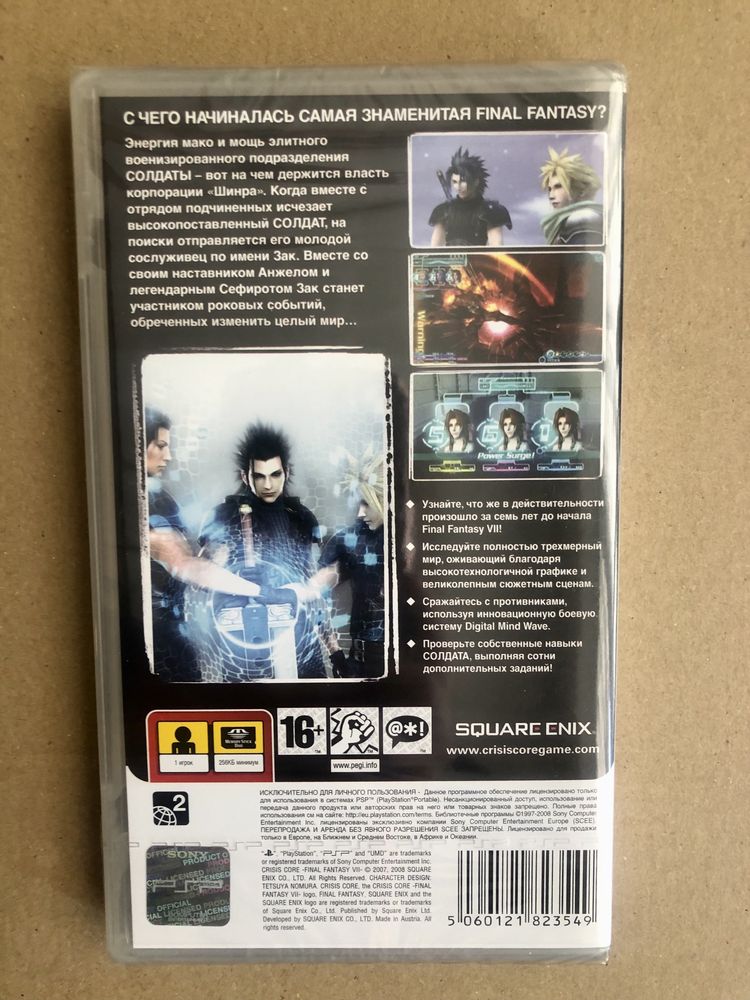 С ЧЕГО НАЧИНАЛАСЬ САМАЯ ЗНАМЕНИТАЯ FINAL FANTASY?
Энергия мако и мощь элитного
военизированного подразделения
СОЛДАТЫ – вот на чем держится власть
корпорации «Шинра». Когда вместе с
отрядом подчиненных исчезает
высокопоставленный СОЛДАТ, на
поиски отправляется его молодой
сослуживец по имени Зак. Вместе со
своим наставником Анжелом и
легендарным Сефиротом Зак станет
участником роковых событий,
обреченных изменить целый мир...
Warning
Power Surge!
◆ Узнайте, что же в действительности
произошло за семь лет до начала
Final Fantasy VII!
◆ Исследуйте полностью трехмерный
мир, оживающий благодаря
высокотехнологичной графике и
великолепным сюжетным сценам.
◆ Сражайтесь с противниками,
используя инновационную боевую
систему Digital Mind Wave.
◆ Проверьте собственные навыки
СОЛДАТА, выполняя сотни
дополнительных заданий!
1 игрок
MEMORY STICK
DUO
256КБ минимум
16+
@*!
www.pegi.info
SQUARE ENIX
www.crisiscoregame.com
2
ИСКЛЮЧИТЕЛЬНО ДЛЯ ЛИЧНОГО ПОЛЬЗОВАНИЯ - Данное программное обеспечение лицензировано только
для использования в системах PSP™ (PlayStation®Portable). Несанкционированный доступ, использование или
передача данного продукта или авторских прав на него или товарных знаков запрещено. Полные права
использования см на сайте: http://eu.playstation.com/terms. Библиотечные программы ©1997-2008 Sony Computer
Entertainment Inc. лицензированы эксклюзивно компании Sony Computer Entertainment Europe (SCEE).
ПЕРЕПРОДАЖА И АРЕНДА БЕЗ ЯВНОГО РАЗРЕШЕНИЯ SCEE ЗАПРЕЩЕНЫ. Лицензировано для продажи
только в Европе, на Ближнем и Среднем Востоке, в Африке и Океании.
"PlayStation", "PSP" and "UMD" are trademarks
or registered trademarks of Sony Computer Entertainment Inc.
CRISIS CORE -FINAL FANTASY VII- © 2007, 2008 SQUARE
ENIX CO., LTD. All Rights Reserved. CHARACTER DESIGN:
TETSUYA NOMURA. CRISIS CORE, the CRISIS CORE -FINAL
FANTASY VII- logo, FINAL FANTASY, SQUARE ENIX and the
SQUARE ENIX logo are registered trademarks or trademarks
of Square Enix Co., Ltd. Published by Square Enix Ltd.
Developed by SQUARE ENIX CO., LTD. Made in Austria. All
rights reserved.
SONY
OFFICIAL
LICENSED PRODUCT
5 060121 823549